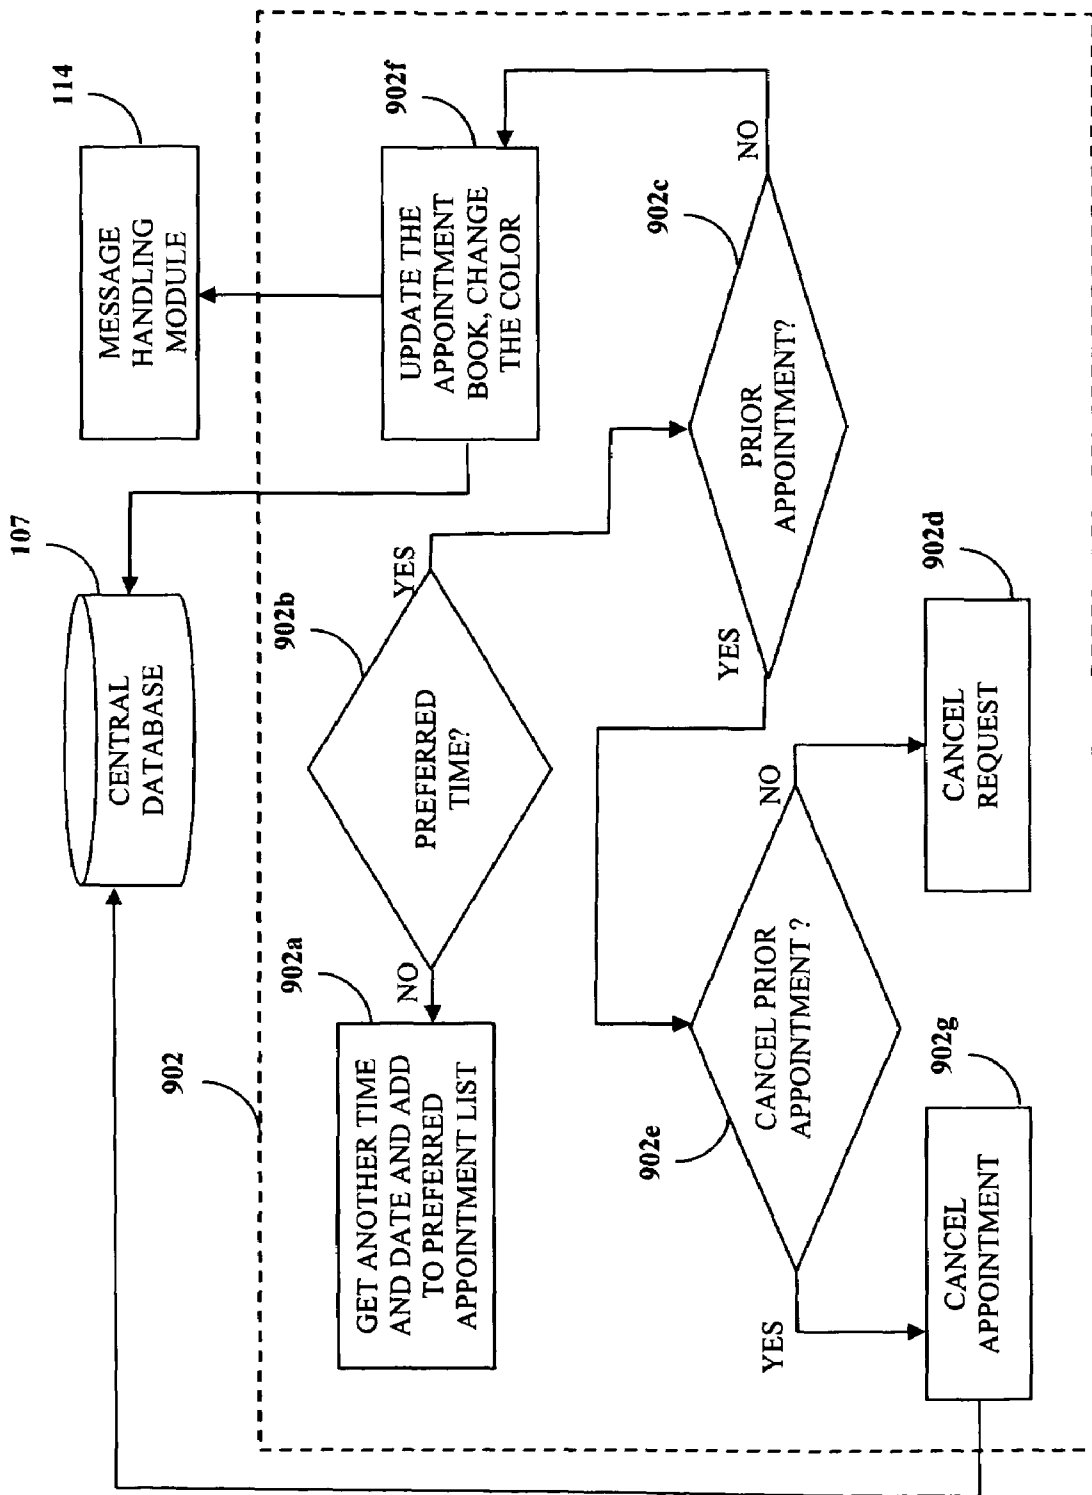 902
107
CENTRAL
DATABASE
114
MESSAGE
HANDLING
MODULE
902a
GET ANOTHER TIME
AND DATE AND ADD
TO PREFERRED
APPOINTMENT LIST
NO
902b
PREFERRED
TIME?
YES
902f
UPDATE THE
APPOINTMENT
BOOK, CHANGE
THE COLOR
902e
CANCEL PRIOR
APPOINTMENT ?
YES
NO
902c
PRIOR
APPOINTMENT?
YES
NO
902g
CANCEL
APPOINTMENT
902d
CANCEL
REQUEST